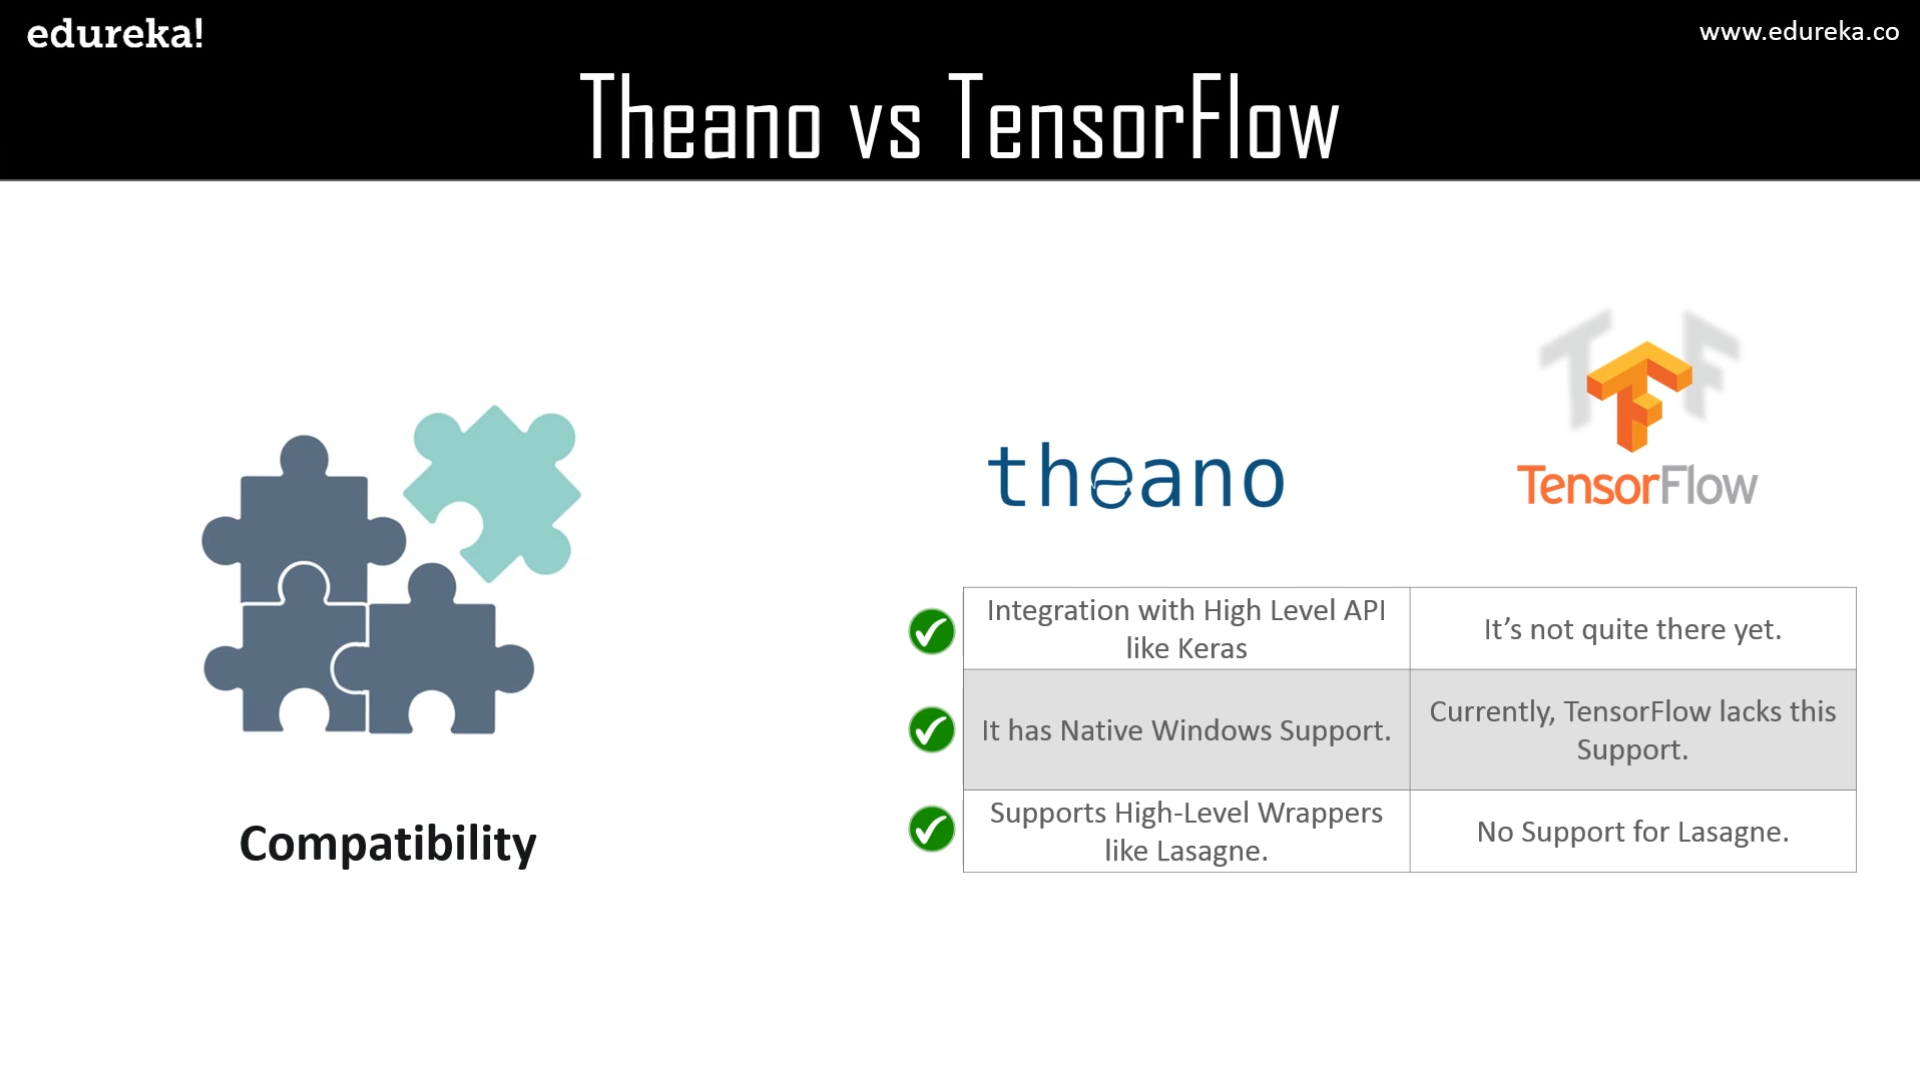 edureka!
www.edureka.co
Theano vs TensorFlow
TF
theano
TensorFlow
Integration with High Level API
like Keras
It’s not quite there yet.
It has Native Windows Support.
Currently, TensorFlow lacks this
Support.
Supports High-Level Wrappers
like Lasagne.
No Support for Lasagne.
Compatibility